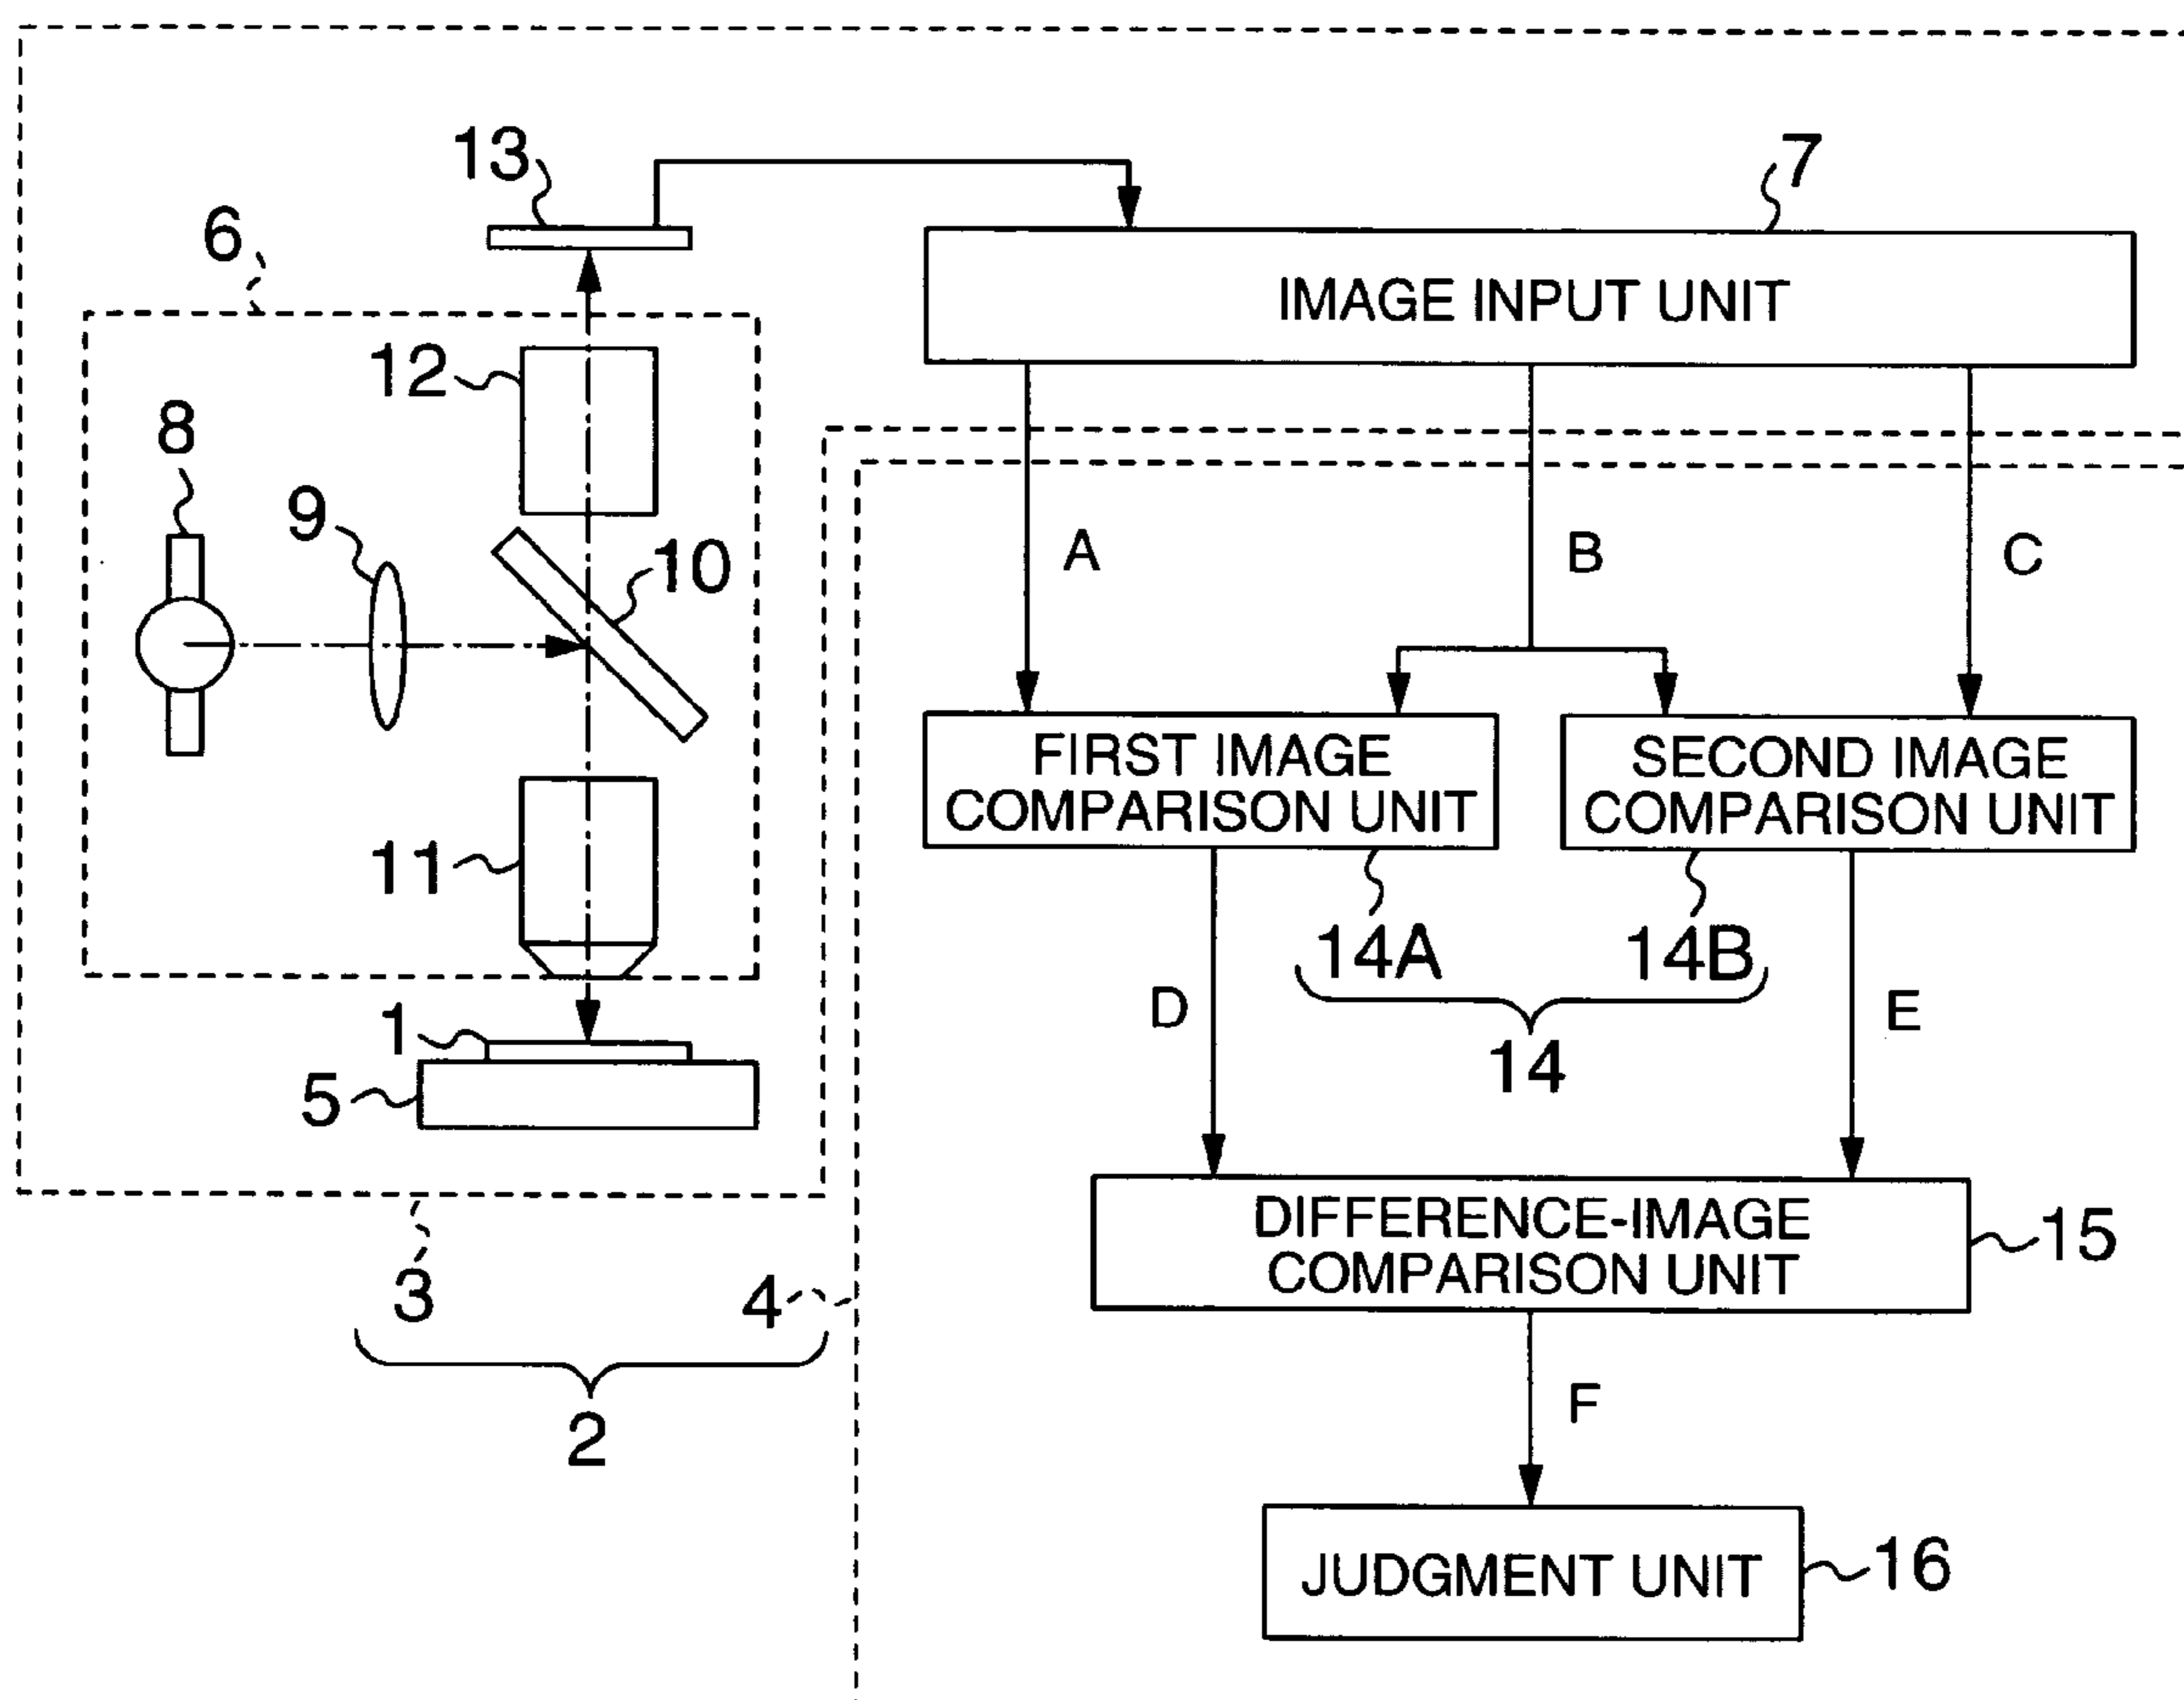 13
7
6
IMAGE INPUT UNIT
12
8
9
10
A
B
C
FIRST IMAGE
COMPARISON UNIT
SECOND IMAGE
COMPARISON UNIT
11
14A
14B
1
D
E
14
5
DIFFERENCE-IMAGE
COMPARISON UNIT
15
3
4
F
2
JUDGMENT UNIT
16